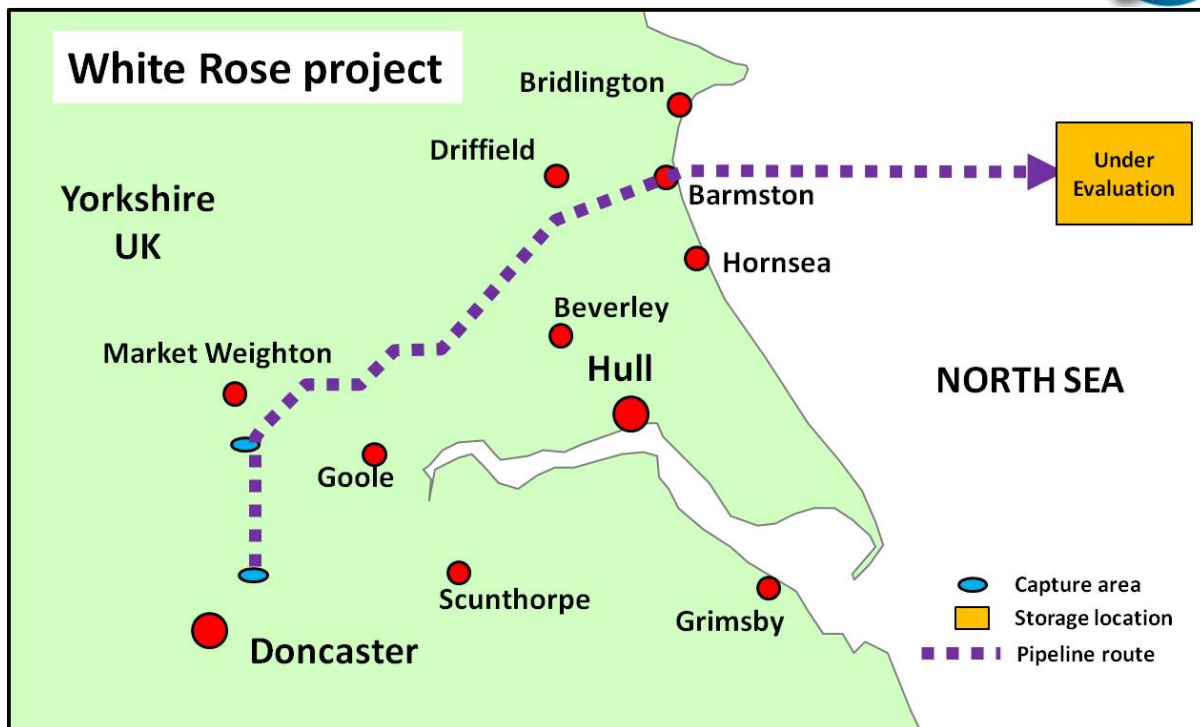 White Rose project
Bridlington
Driffield
Under
Evaluation
Yorkshire
UK
Barmston
Hornsea
Beverley
Market Weighton
Hull
NORTH SEA
Goole
Scunthorpe
Grimsby
Doncaster
Capture area
Storage location
Pipeline route